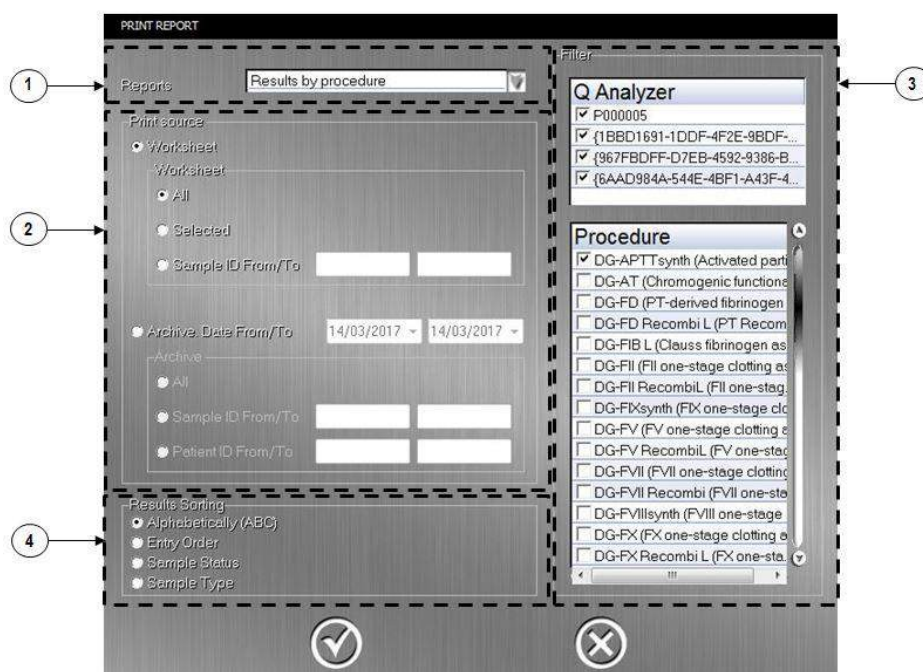 PRINT REPORT
1
Reports
Results by procedure
2
Print source
Worksheet
Worksheet
All
Selected
Sample ID From/To
Archive. Date From/To
14/03/2017
14/03/2017
Archive
All
Sample ID From/To
Patient ID From/To
4
Results Sorting
Alphabetically (ABC)
Entry Order
Sample Status
Sample Type
3
Filter
Q Analyzer
P000005
{1BBD1691-1DDF-4F2E-9BDF-...
{967FBDFF-D7EB-4592-9386-B...
{6AAD984A-544E-4BF1-A43F-4...
Procedure
DG-APTTsynth (Activated parti
DG-AT (Chromogenic functiona
DG-FD (PT-derived fibrinogen
DG-FD Recombi L (PT Recom
DG-FIB L (Clauss fibrinogen as
DG-FII (FII one-stage clotting as
DG-FII RecombiL (FII one-stag.
DG-FIXsynth (FIX one-stage clo
DG-FV (FV one-stage clotting a
DG-FV RecombiL (FV one-stag
DG-FVII (FVII one-stage clotting
DG-FVII Recombi (FVII one-sta
DG-FVIIIsynth (FVIII one-stage
DG-FX (FX one-stage clotting a
DG-FX Recombi L (FX one-sta.